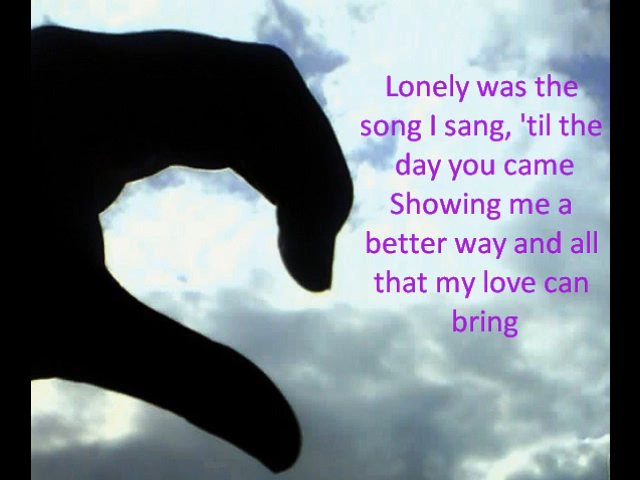 Lonely was the
song I sang, 'til the
day you came
Showing me a
better way and all
that my love can
bring